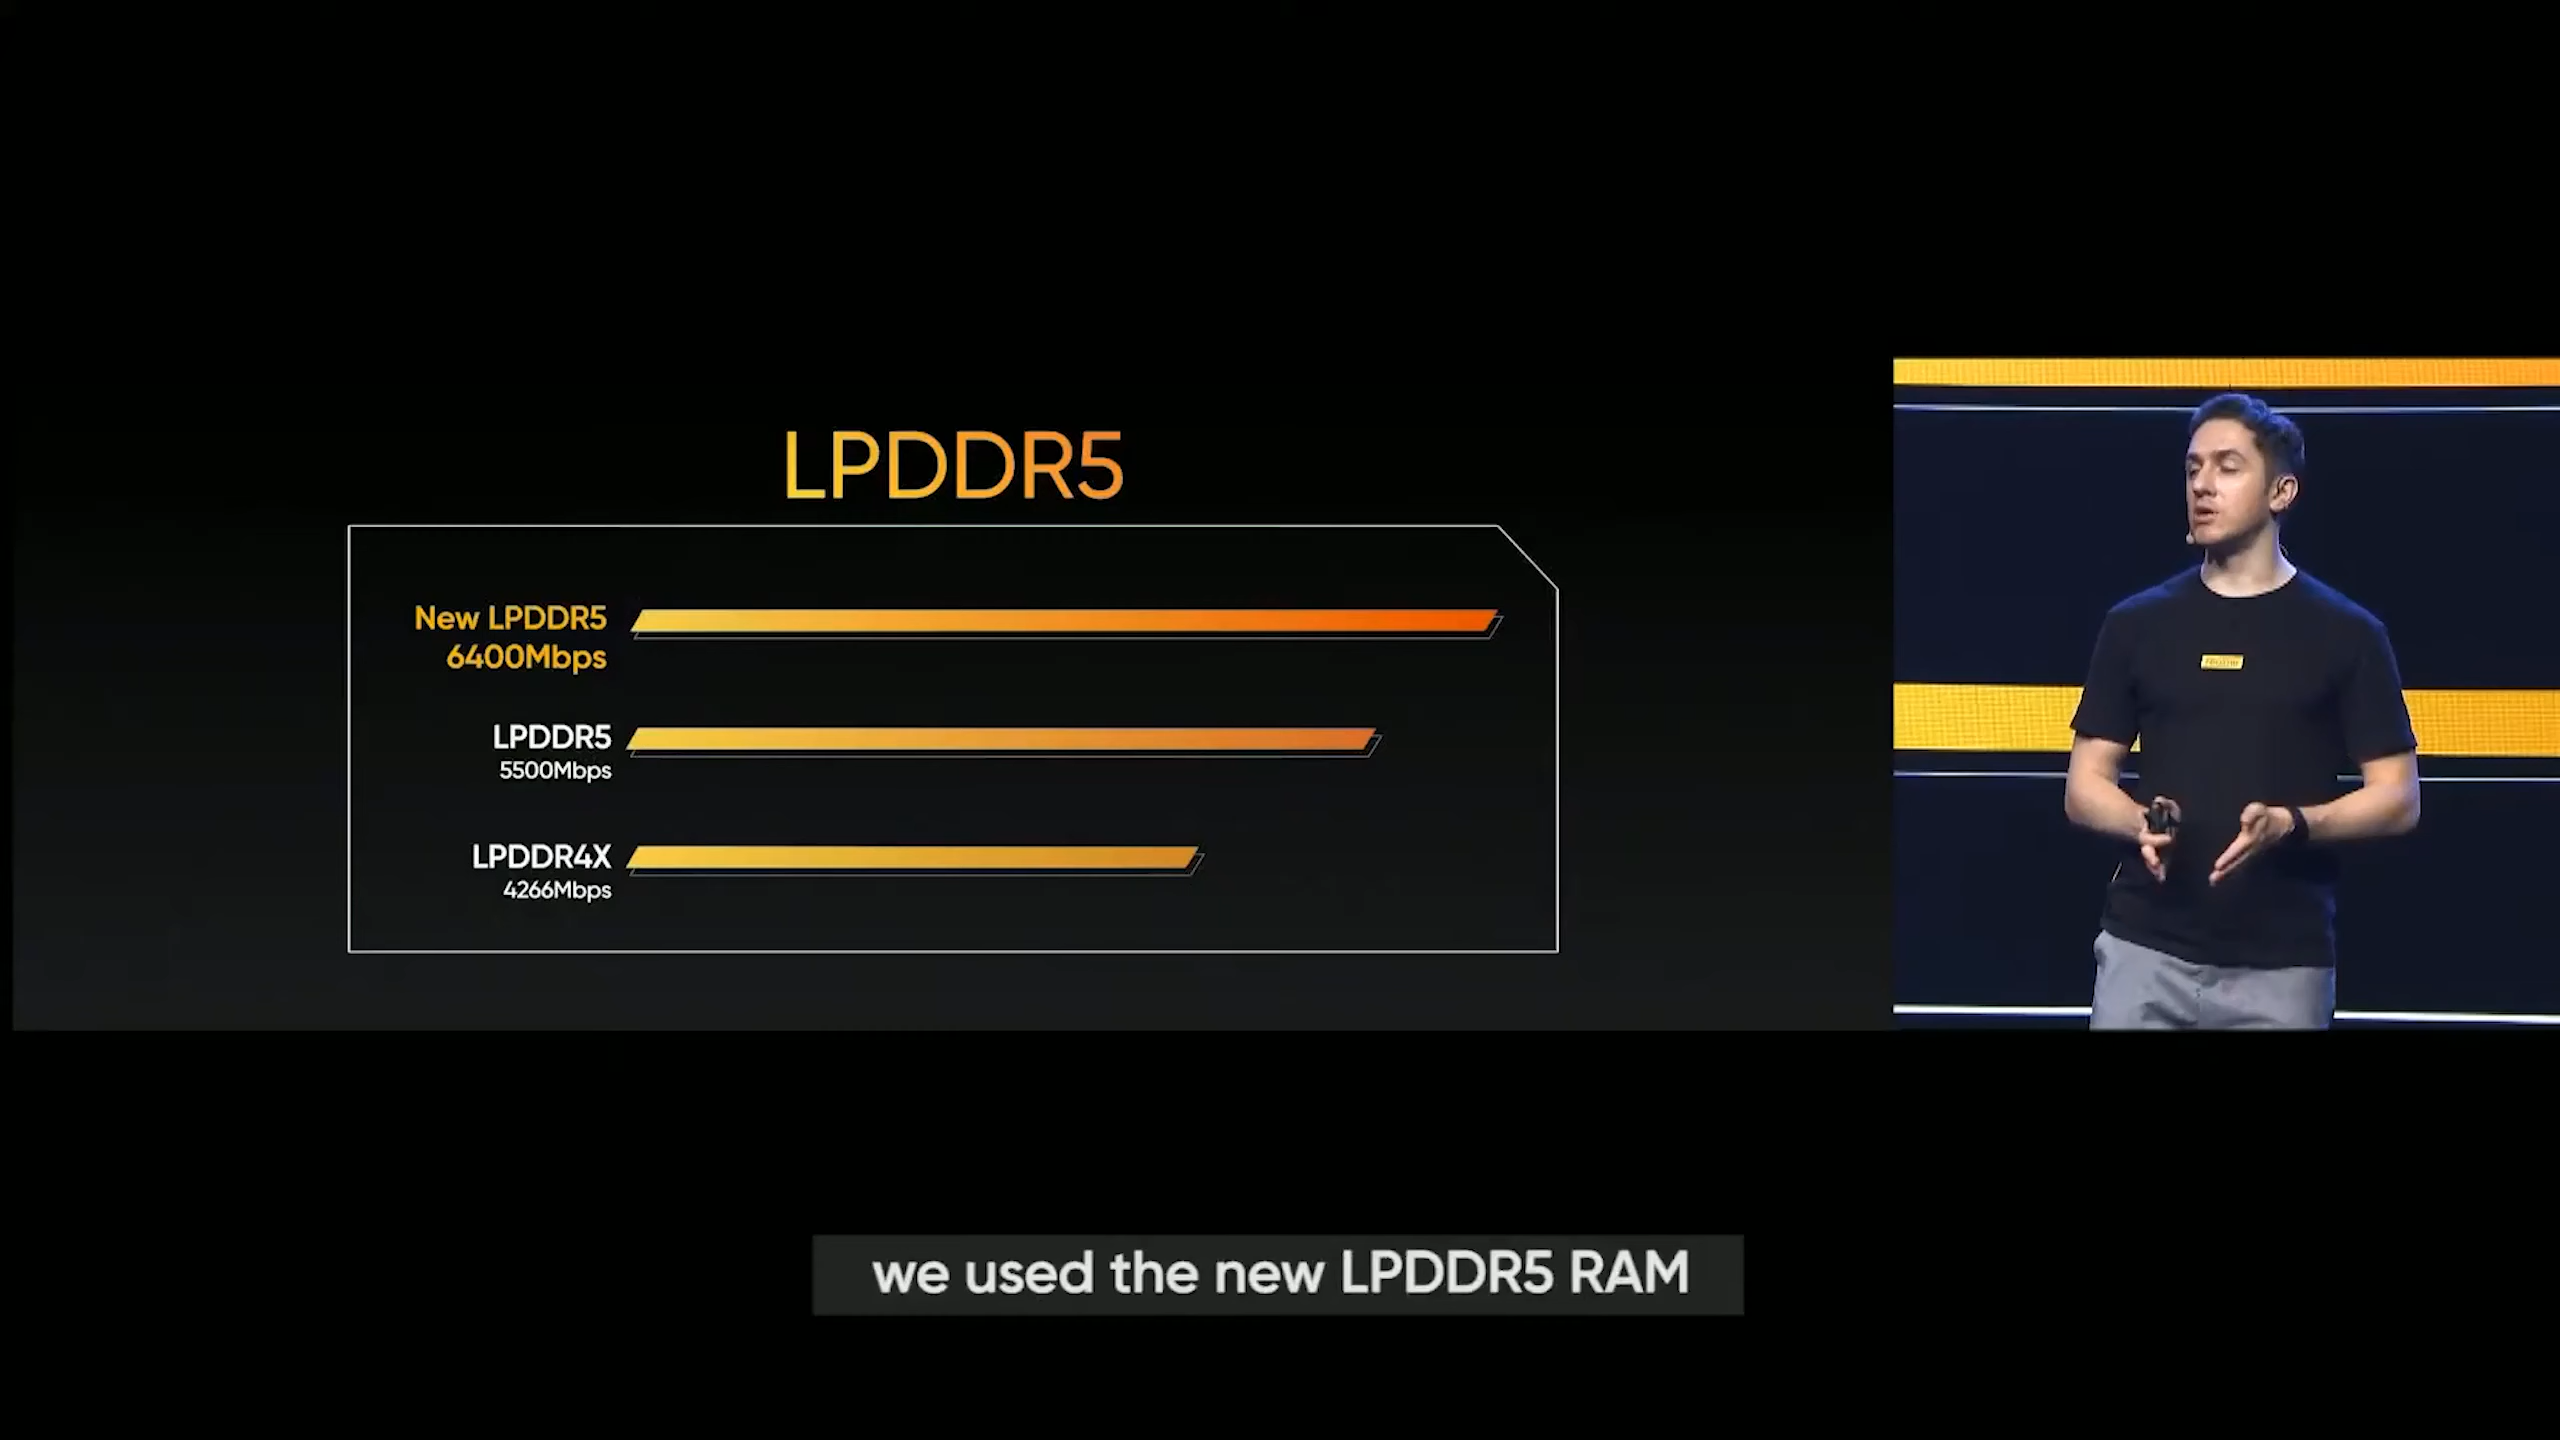 LPDDR5
New LPDDR5
6400Mbps
LPDDR5
5500Mbps
LPDDR4X
4266Mbps
we used the new LPDDR5 RAM